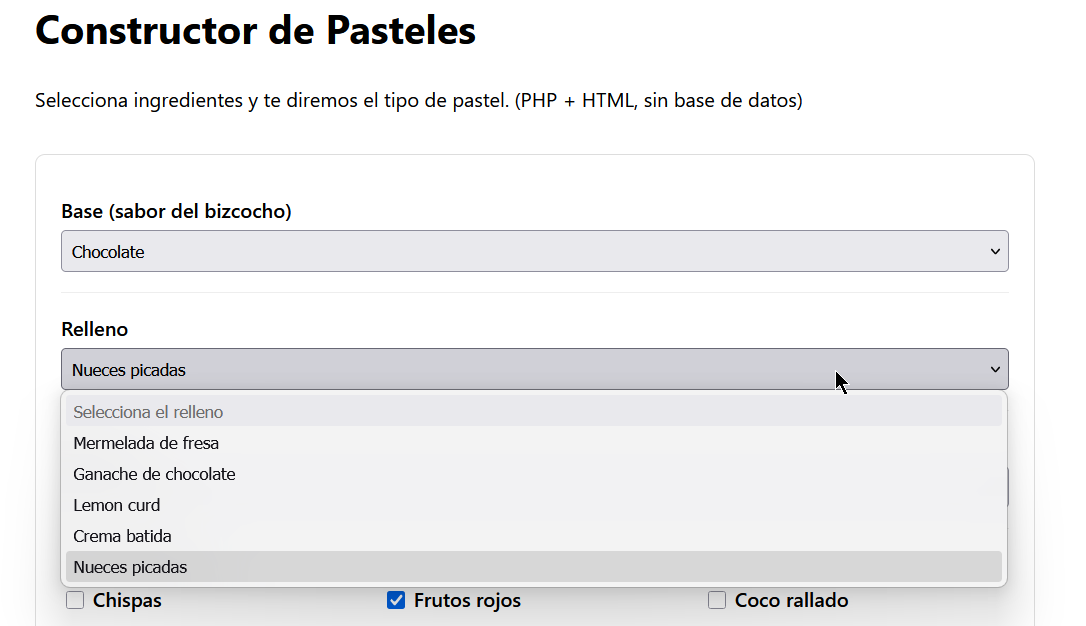 Constructor de Pasteles
Selecciona ingredientes y te diremos el tipo de pastel. (PHP + HTML, sin base de datos)
Base (sabor del bizcocho)
Chocolate
Relleno
Nueces picadas
Selecciona el relleno
Mermelada de fresa
Ganache de chocolate
Lemon curd
Crema batida
Nueces picadas
Chispas Frutos rojos Coco rallado